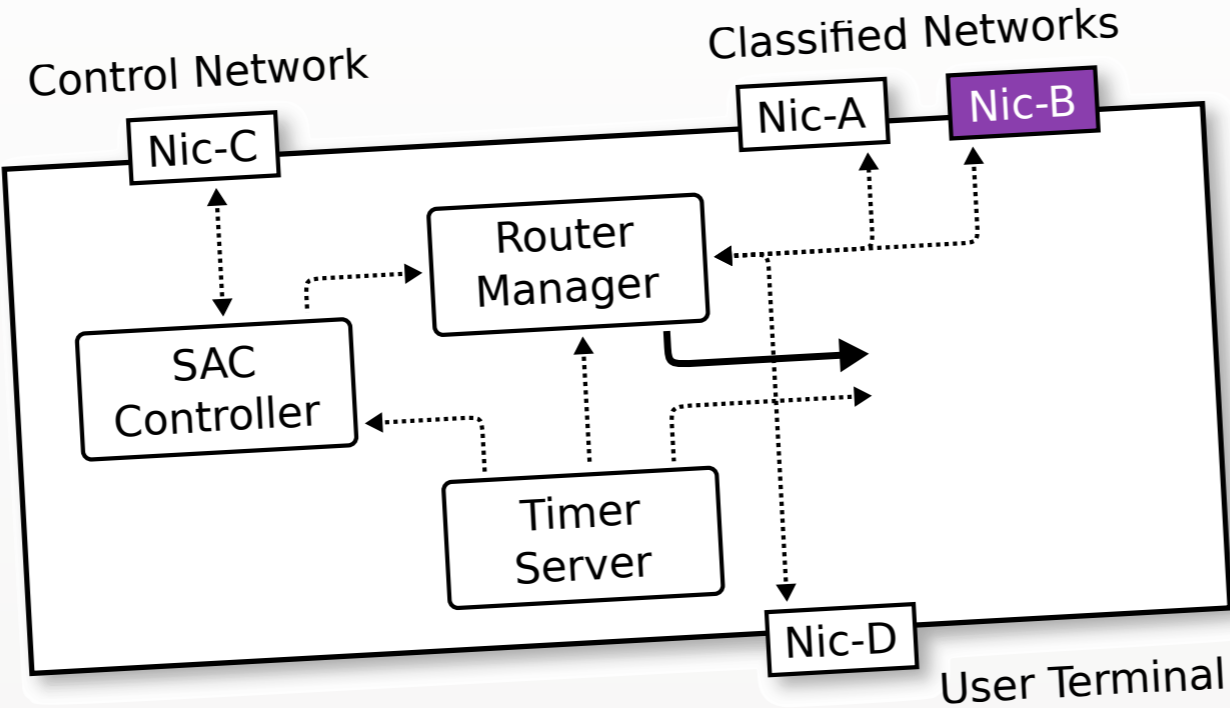 Control Network
Classified Networks
Nic-C
Nic-A
Nic-B
Router
Manager
SAC
Controller
Timer
Server
Nic-D
User Terminal